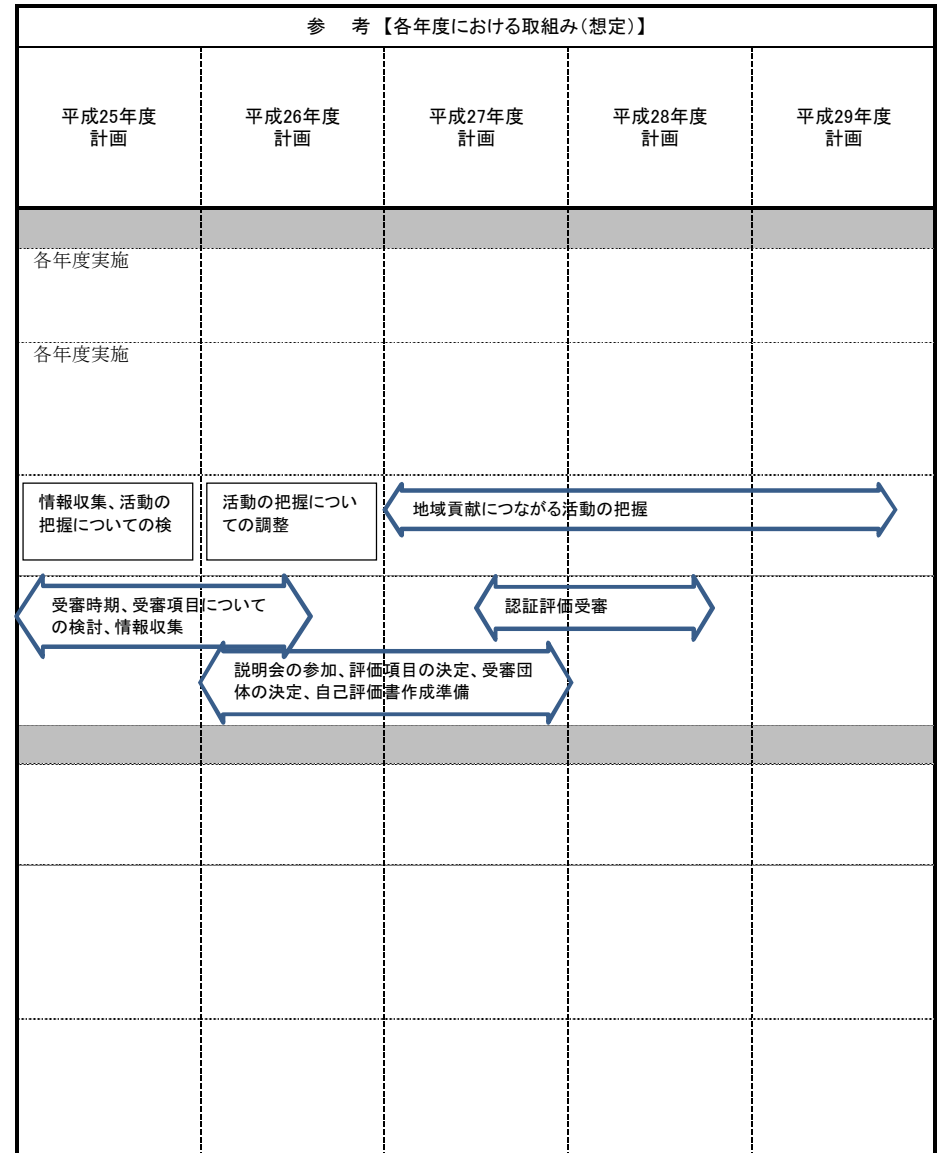 参 考【各年度における取組み（想定）】
平成25年度
計画
平成26年度
計画
平成27年度
計画
平成28年度
計画
平成29年度
計画
各年度実施
各年度実施
情報収集、活動の
把握についての検
活動の把握につい
ての調整
地域貢献につながる活動の把握
受審時期、受審項目について
の検討、情報収集
認証評価受審
説明会の参加、評価項目の決定、受審団
体の決定、自己評価書作成準備